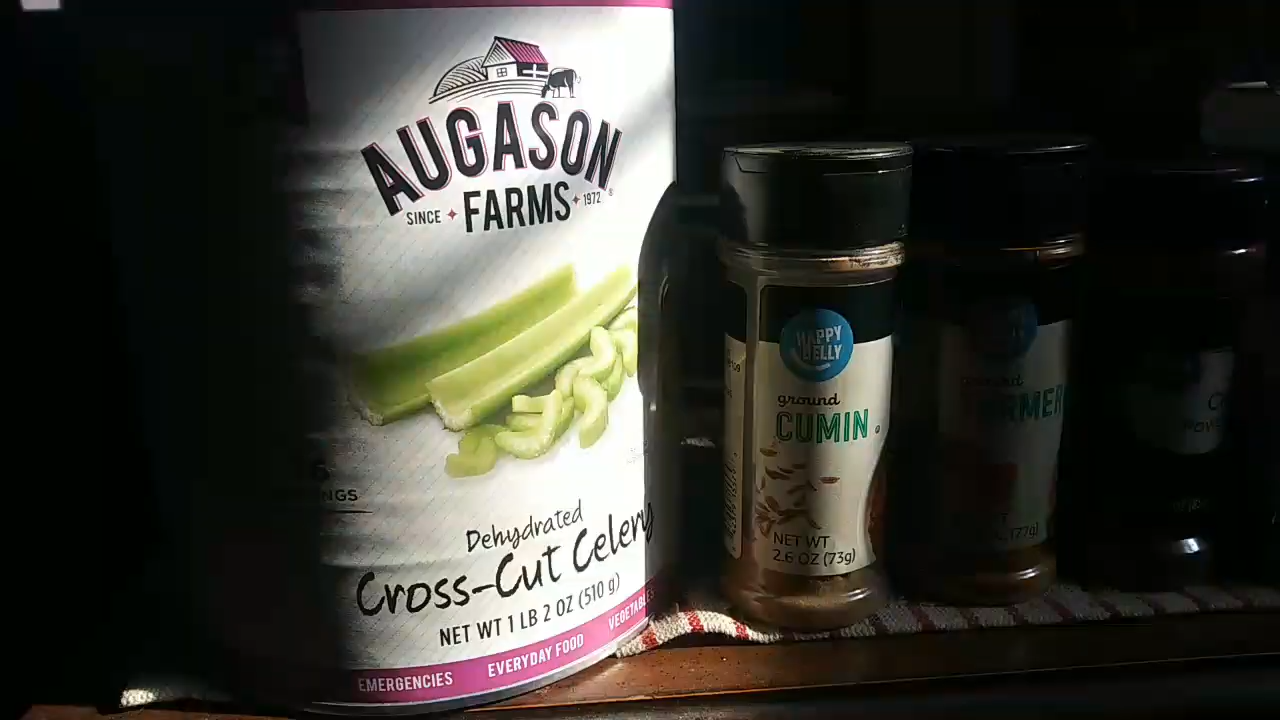 AUGASON
SINCE FARMS 1972
Dehydrated
Cross-Cut Celery
NET WT 1 LB 2 OZ (510 g)
EMERGENCIES EVERYDAY FOOD
HAPPY
BELLY
ground
CUMIN
NET WT
2.6 OZ (73g)
ground
(77g)